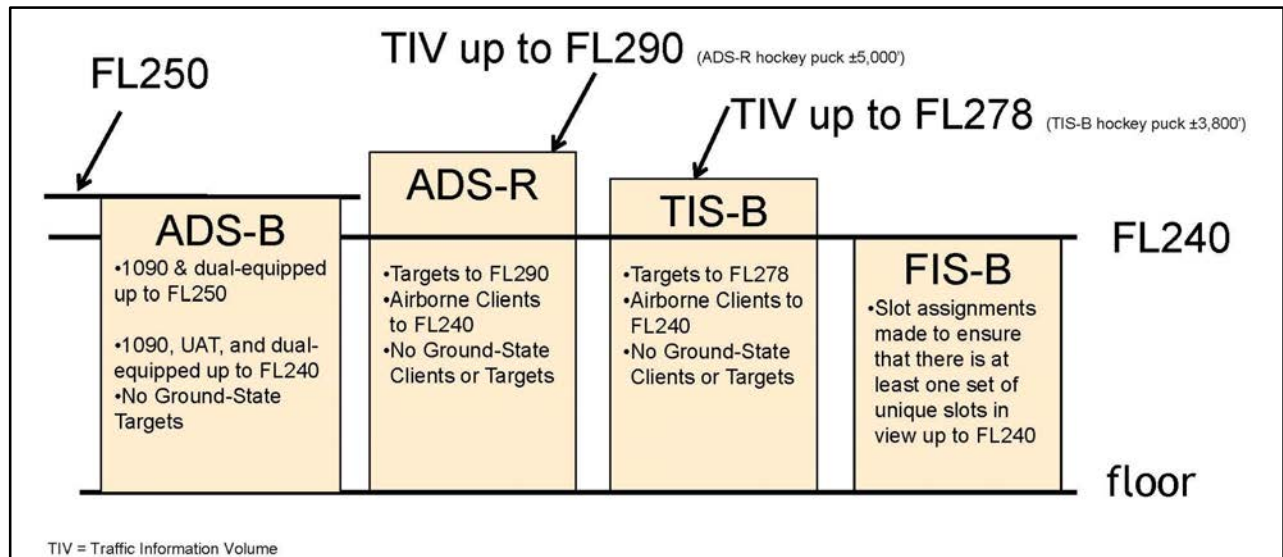 TIV up to FL290 (ADS-R hockey puck ±5,000')
FL250
TIV up to FL278 (TIS-B hockey puck ±3,800')
ADS-B
•1090 & dual-equipped
up to FL250
•1090, UAT, and dual-
equipped up to FL240
•No Ground-State
Targets
ADS-R
•Targets to FL290
•Airborne Clients
to FL240
•No Ground-State
Clients or Targets
TIS-B
•Targets to FL278
•Airborne Clients to
FL240
•No Ground-State
Clients or Targets
FIS-B
•Slot assignments
made to ensure
that there is at
least one set of
unique slots in
view up to FL240
FL240
floor
TIV = Traffic Information Volume